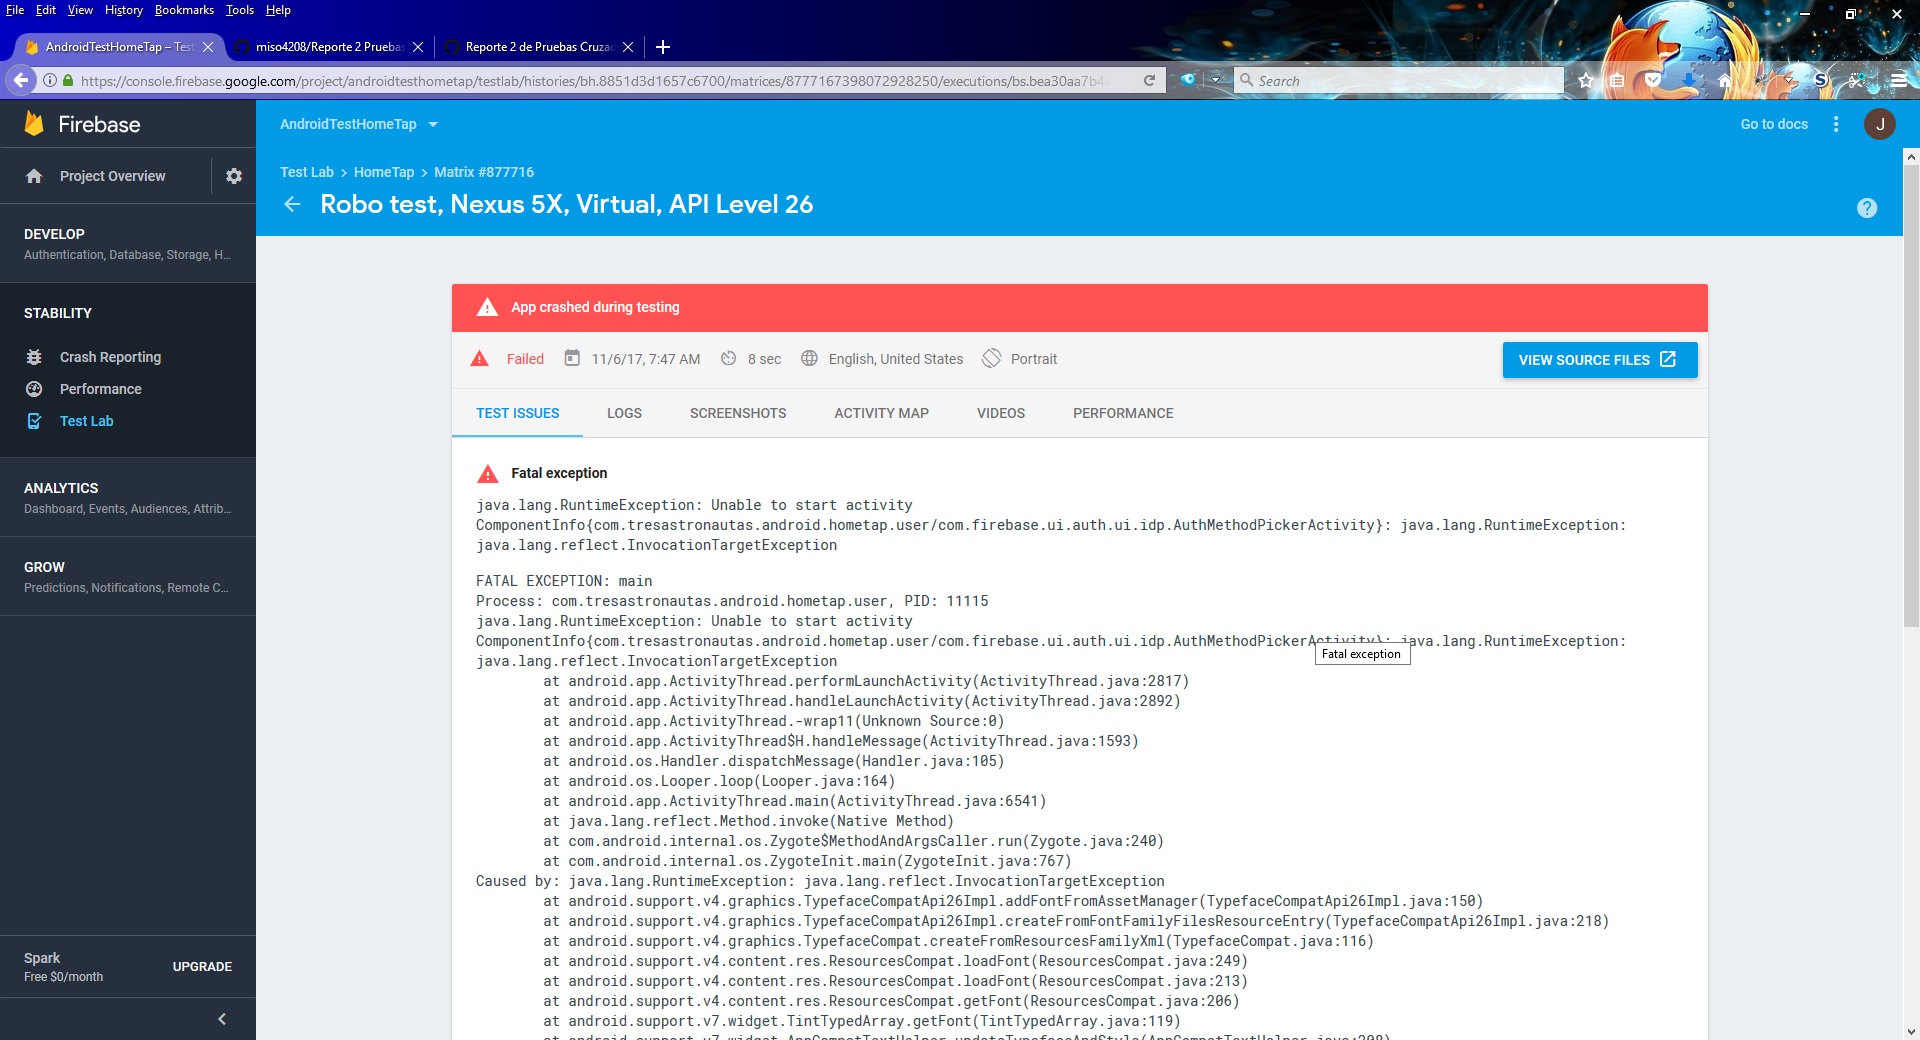 File Edit View History Bookmarks Tools Help
AndroidTestHomeTap – Test
miso4208/Reporte 2 Pruebas
Reporte 2 de Pruebas Cruzad
https://console.firebase.google.com/project/androidtesthometap/testlab/histories/bh.8851d3d1657c6700/matrices/8777167398072928250/executions/bs.bea30aa7b4
Search
Firebase
AndroidTestHomeTap
Go to docs
J
Project Overview
Test Lab > HomeTap > Matrix #877716
Robo test, Nexus 5X, Virtual, API Level 26
DEVELOP
Authentication, Database, Storage, H...
STABILITY
Crash Reporting
Performance
Test Lab
ANALYTICS
Dashboard, Events, Audiences, Attrib...
GROW
Predictions, Notifications, Remote C...
Spark
Free $0/month
UPGRADE
App crashed during testing
Failed 11/6/17, 7:47 AM 8 sec English, United States Portrait
VIEW SOURCE FILES
TEST ISSUES LOGS SCREENSHOTS ACTIVITY MAP VIDEOS PERFORMANCE
Fatal exception
java.lang.RuntimeException: Unable to start activity
ComponentInfo{com.tresastronautas.android.hometap.user/com.firebase.ui.auth.ui.idp.AuthMethodPickerActivity}: java.lang.RuntimeException:
java.lang.reflect.InvocationTargetException
FATAL EXCEPTION: main
Process: com.tresastronautas.android.hometap.user, PID: 11115
java.lang.RuntimeException: Unable to start activity
ComponentInfo{com.tresastronautas.android.hometap.user/com.firebase.ui.auth.ui.idp.AuthMethodPickerActivity}: java.lang.RuntimeException:
Fatal exception
java.lang.reflect.InvocationTargetException
at android.app.ActivityThread.performLaunchActivity(ActivityThread.java:2817)
at android.app.ActivityThread.handleLaunchActivity(ActivityThread.java:2892)
at android.app.ActivityThread.-wrap11(Unknown Source:0)
at android.app.ActivityThread$H.handleMessage(ActivityThread.java:1593)
at android.os.Handler.dispatchMessage(Handler.java:105)
at android.os.Looper.loop(Looper.java:164)
at android.app.ActivityThread.main(ActivityThread.java:6541)
at java.lang.reflect.Method.invoke(Native Method)
at com.android.internal.os.Zygote$MethodAndArgsCaller.run(Zygote.java:240)
at com.android.internal.os.ZygoteInit.main(ZygoteInit.java:767)
Caused by: java.lang.RuntimeException: java.lang.reflect.InvocationTargetException
at android.support.v4.graphics.TypefaceCompatApi26Impl.addFontFromAssetManager(TypefaceCompatApi26Impl.java:150)
at android.support.v4.graphics.TypefaceCompatApi26Impl.createFromFontFamilyFilesResourceEntry(TypefaceCompatApi26Impl.java:218)
at android.support.v4.graphics.TypefaceCompat.createFromResourcesFamilyXml(TypefaceCompat.java:116)
at android.support.v4.content.res.ResourcesCompat.loadFont(ResourcesCompat.java:249)
at android.support.v4.content.res.ResourcesCompat.loadFont(ResourcesCompat.java:213)
at android.support.v4.content.res.ResourcesCompat.getFont(ResourcesCompat.java:206)
at android.support.v7.widget.TintTypedArray.getFont(TintTypedArray.java:119)
at android.support.v7.widget.AppCompatTextHelper.updateTypefaceAndStyle(AppCompatTextHelper.java:208)